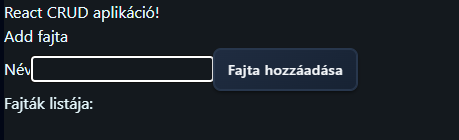 React CRUD aplikáció!
Add fajta
Név Fajta hozzáadása
Fajták listája: